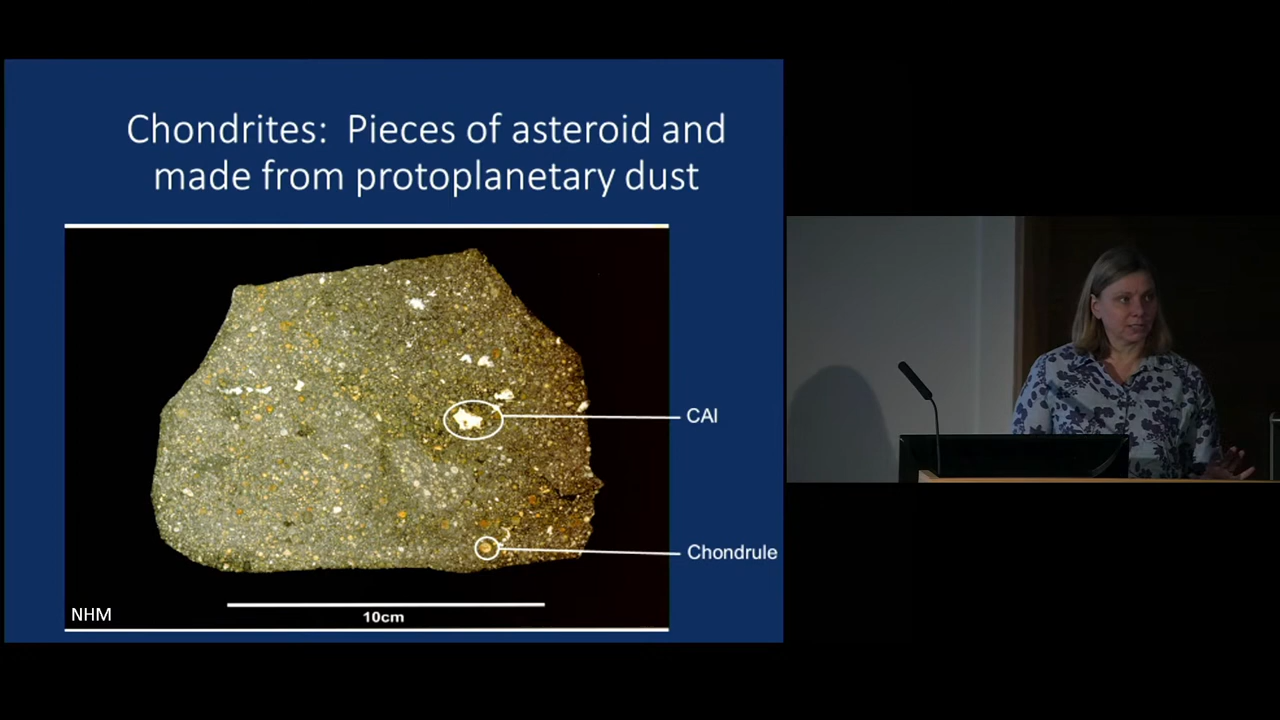 Chondrites: Pieces of asteroid and
made from protoplanetary dust
CAI
Chondrule
10cm
NHM